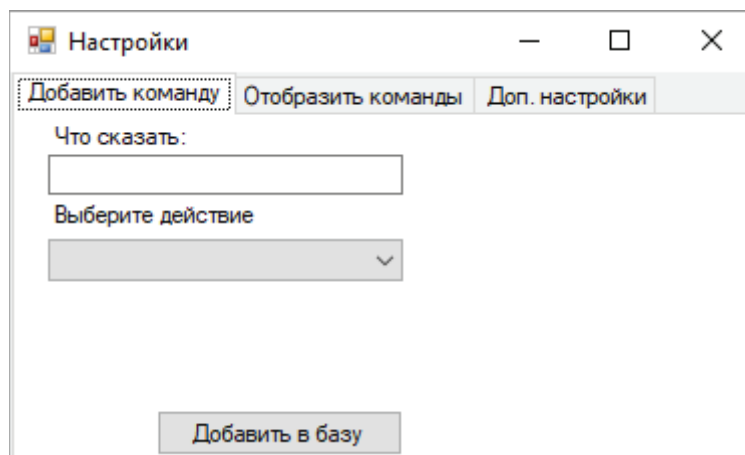 Настройки
Добавить команду Отобразить команды Доп. настройки
Что сказать:
Выберите действие
Добавить в базу